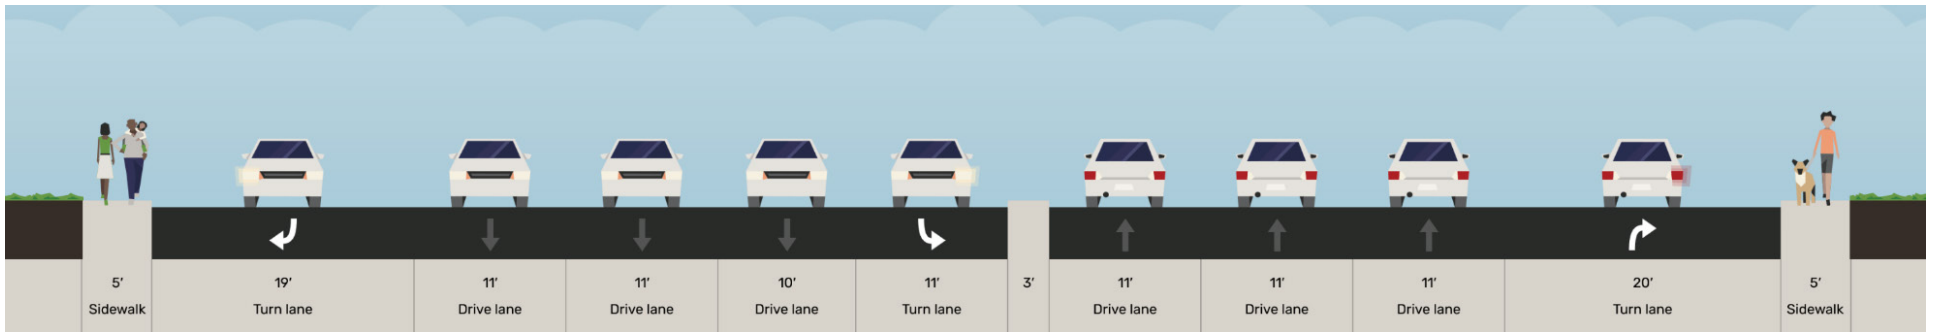 5′ 19′ 11′ 11′ 10′ 11′ 3′ 11′ 11′ 11′ 20′ 5′
Sidewalk Turn lane Drive lane Drive lane Drive lane Turn lane Drive lane Drive lane Drive lane Turn lane Sidewalk